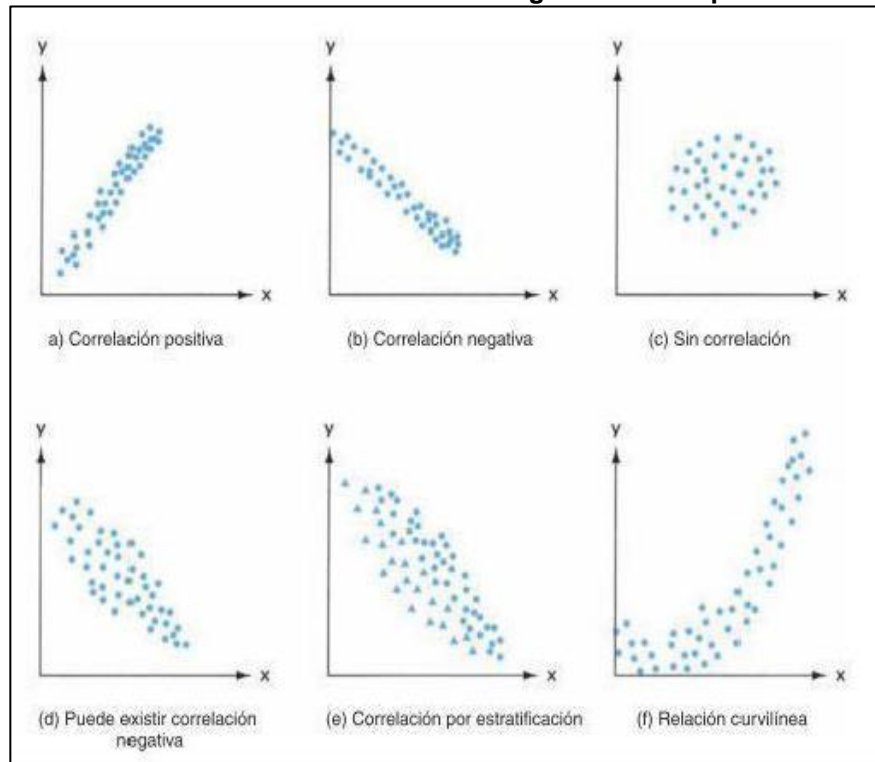 y
y
y
x
x
x
a) Correlación positiva
(b) Correlación negativa
(c) Sin correlación
y
y
y
x
x
x
(d) Puede existir correlación
negativa
(e) Correlación por estratificación
(f) Relación curvilínea